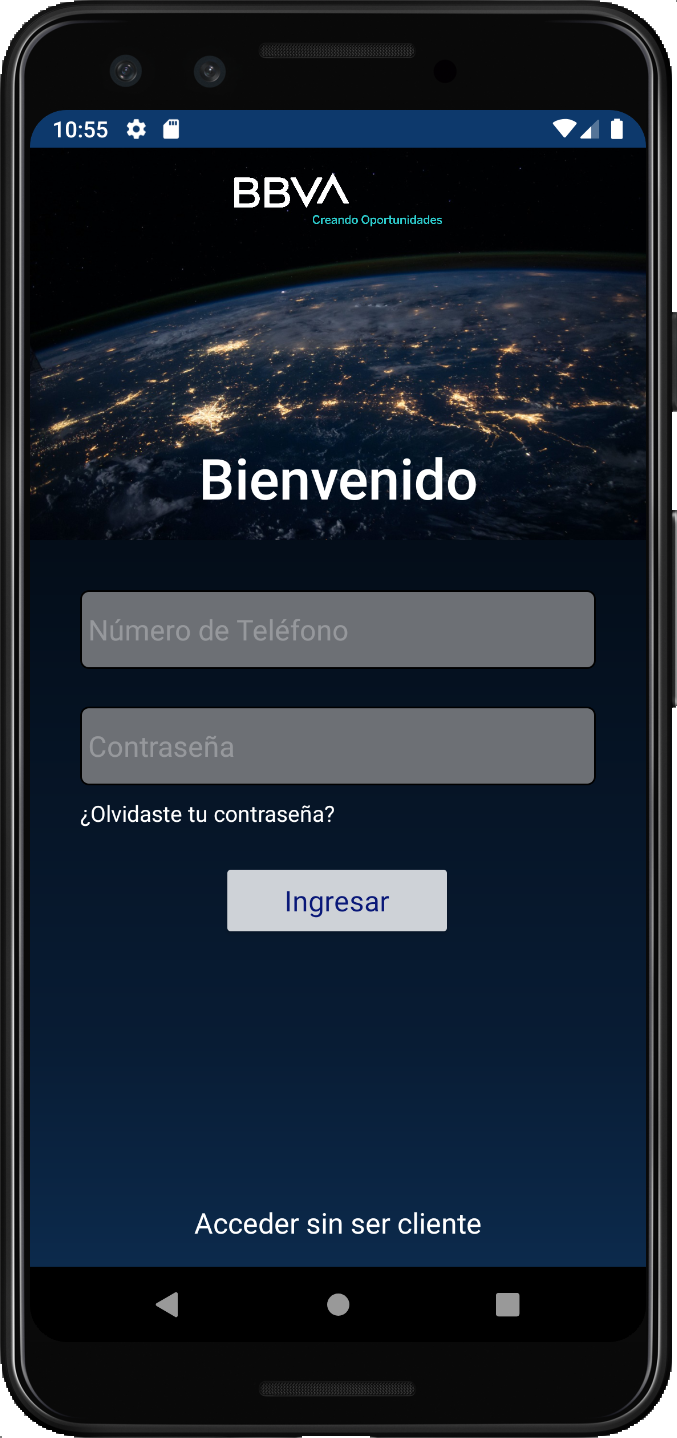 10:55
BBVA
Creando Oportunidades
Bienvenido
Número de Teléfono
Contraseña
¿Olvidaste tu contraseña?
Ingresar
Acceder sin ser cliente